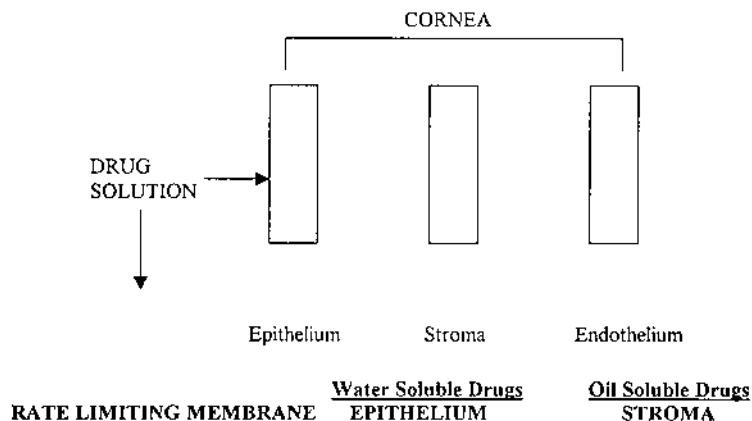 CORNEA
DRUG
SOLUTION
Epithelium Stroma Endothelium
Water Soluble Drugs Oil Soluble Drugs
RATE LIMITING MEMBRANE EPITHELIUM STROMA